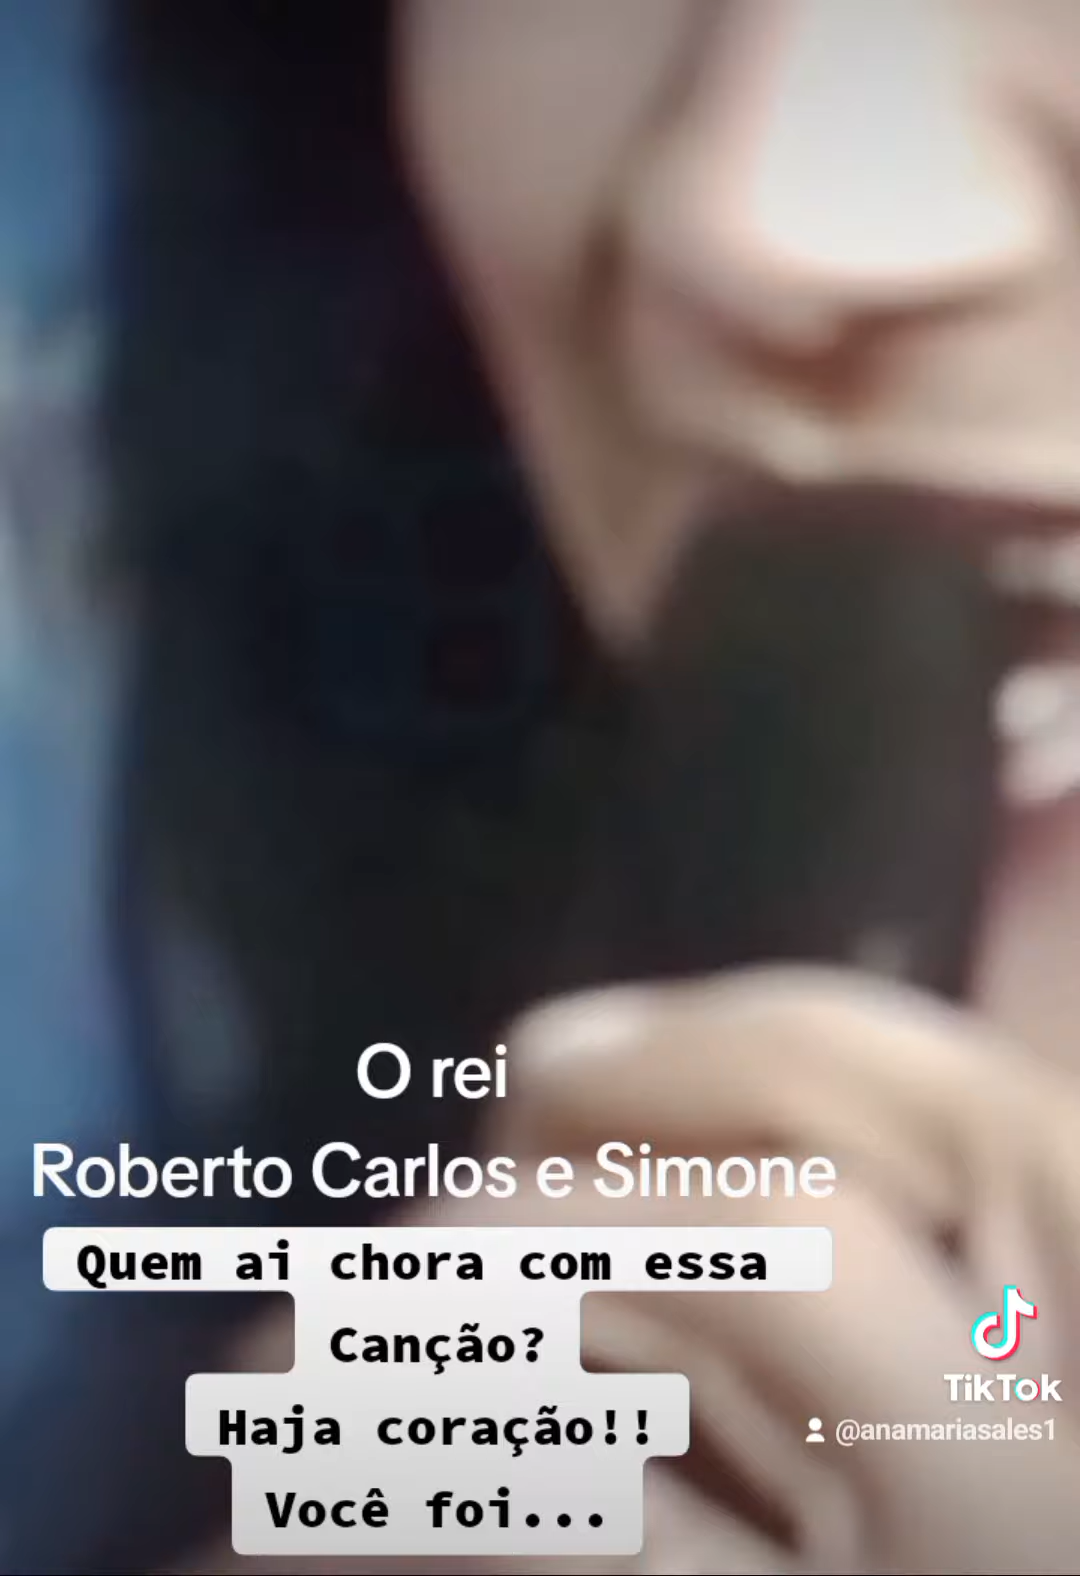 O rei
Roberto Carlos e Simone
Quem ai chora com essa
Canção?
Haja coração!!
Você foi...
TikTok
@anamariasales1